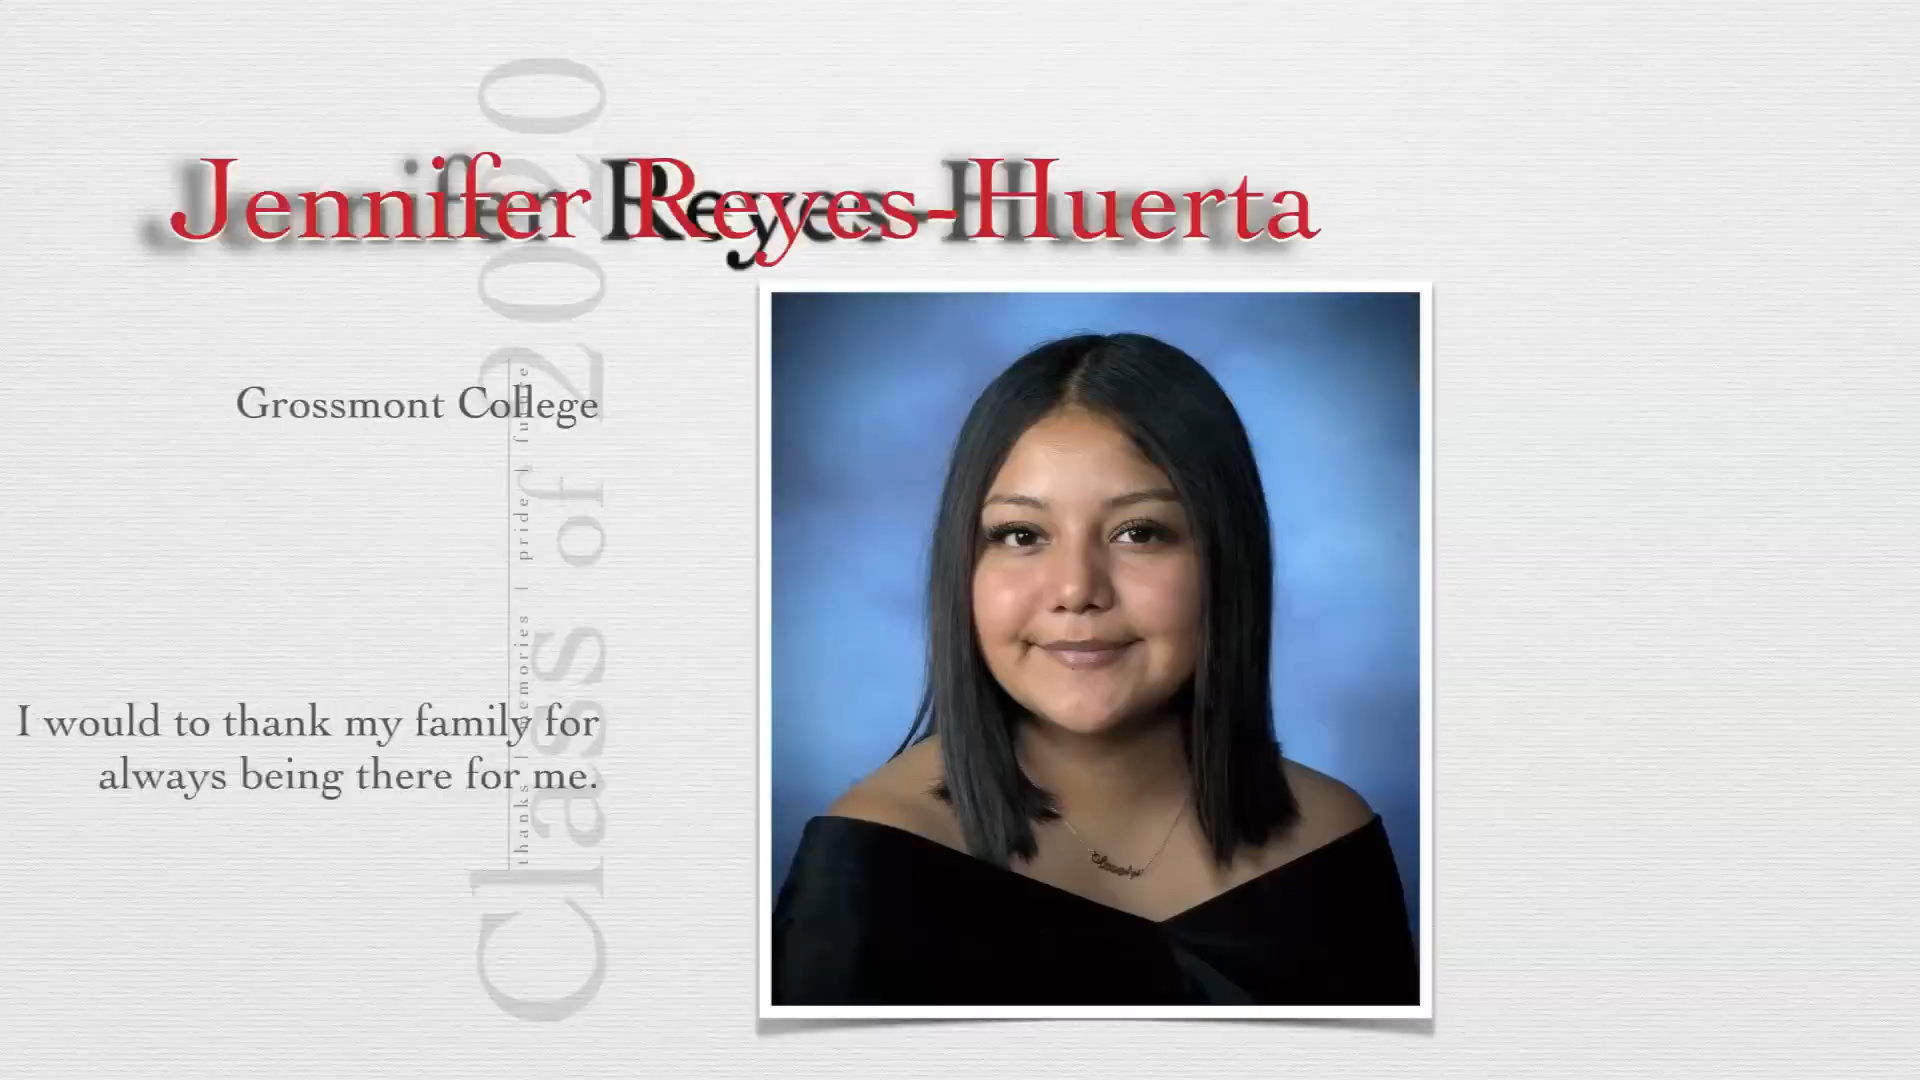 Jennifer Reyes-Huerta
Grossmont College
I would to thank my family for
always being there for me.
Class of 2020
thanks | memories | pride | future